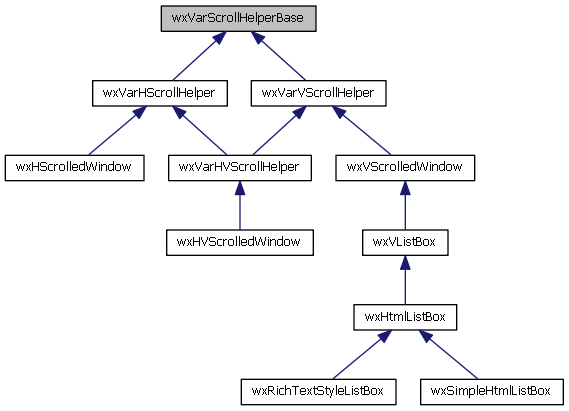 wxVarScrollHelperBase
wxVarHScrollHelper
wxVarVScrollHelper
wxHScrolledWindow
wxVarHVScrollHelper
wxVScrolledWindow
wxHVScrolledWindow
wxVListBox
wxHtmlListBox
wxRichTextStyleListBox
wxSimpleHtmlListBox